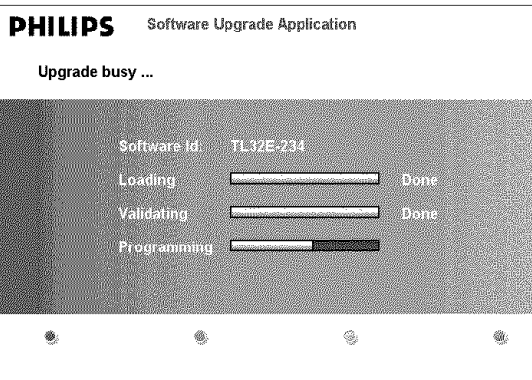 PHILIPS Software Upgrade Application
Upgrade busy ...
Software Id: TL32E-234
Loading Done
Validating Done
Programming